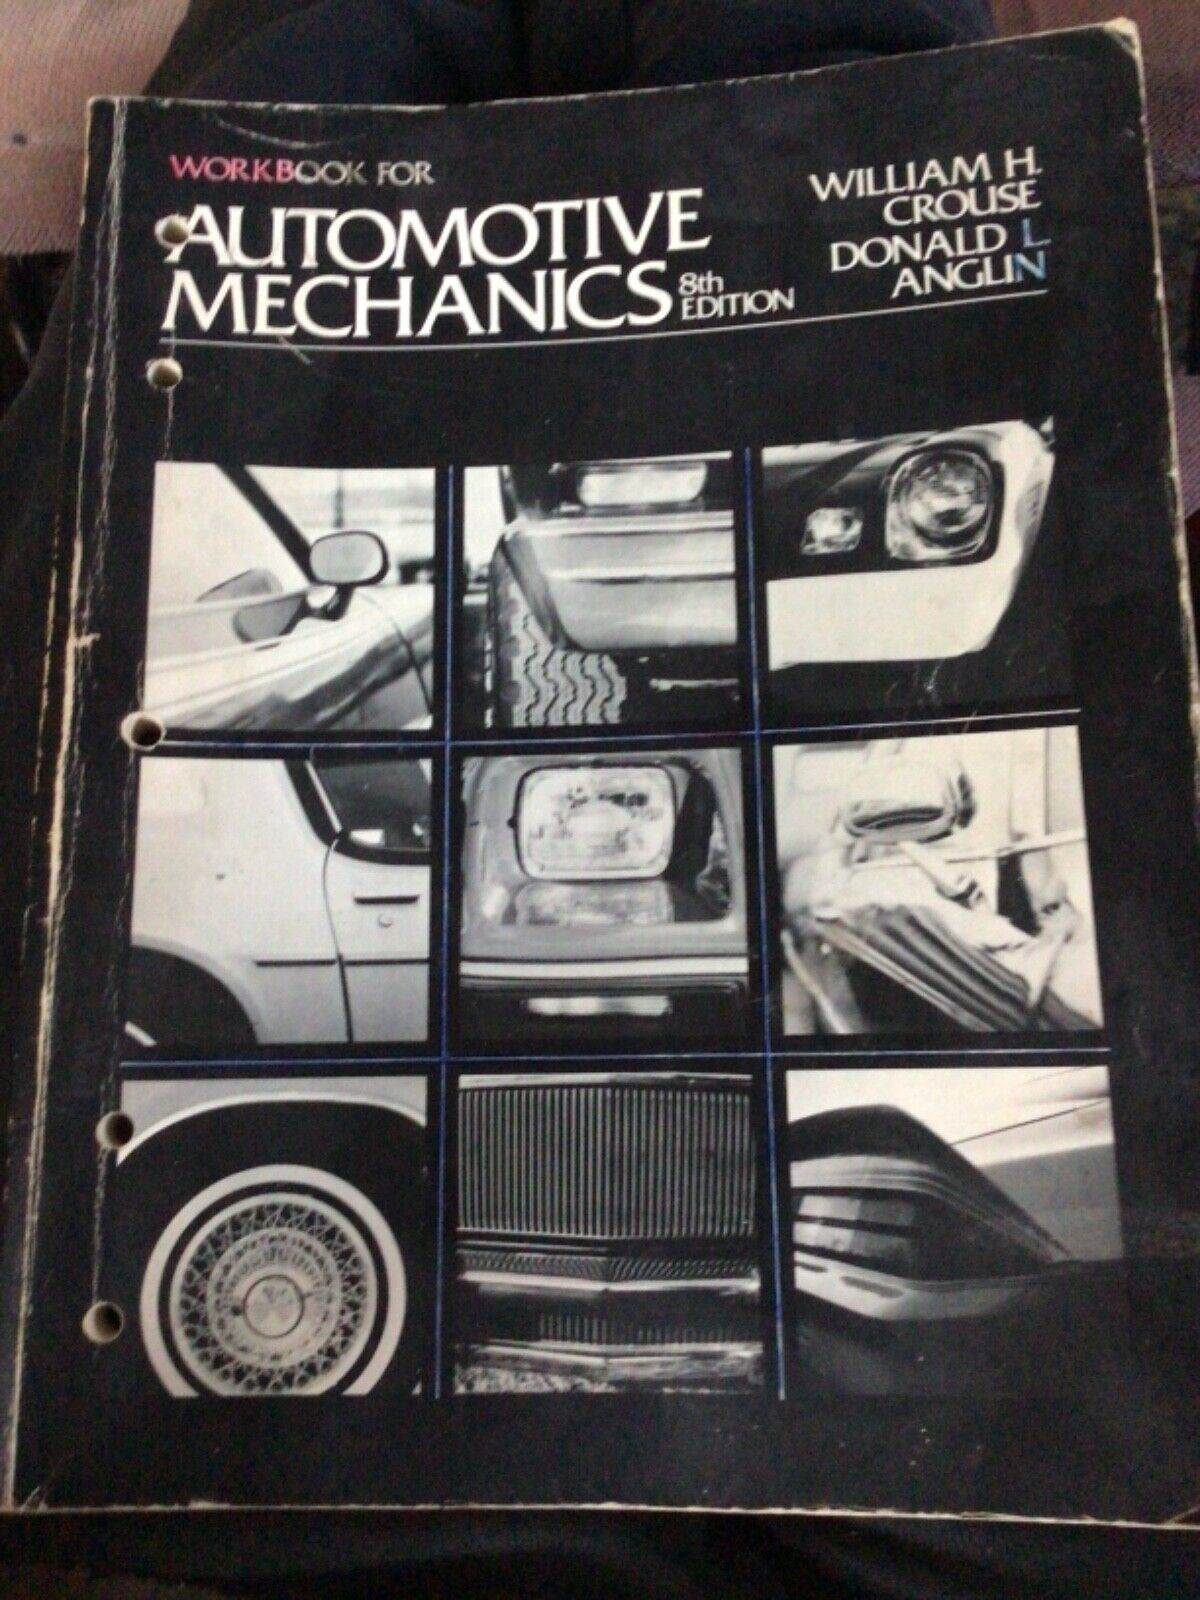 WORKBOOK FOR
AUTOMOTIVE
MECHANICS 8th
EDITION
WILLIAM H.
CROUSE
DONALD L.
ANGLIN